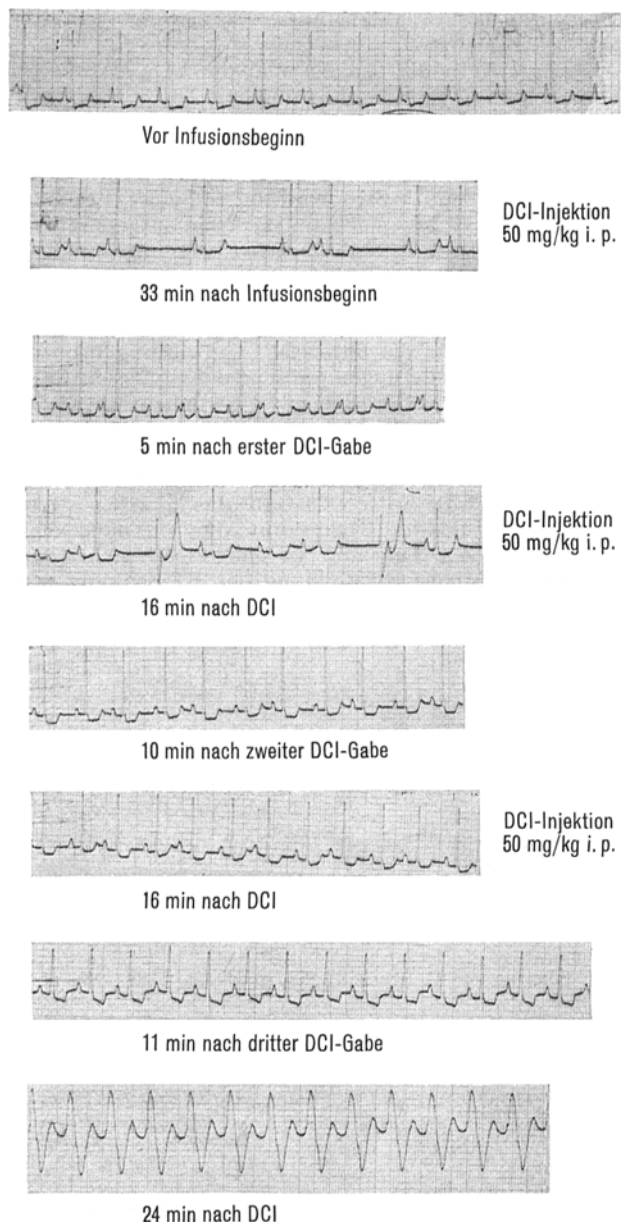 Vor Infusionsbeginn
DCI-Injektion
50 mg/kg i. p.
33 min nach Infusionsbeginn
5 min nach erster DCI-Gabe
DCI-Injektion
50 mg/kg i. p.
16 min nach DCI
10 min nach zweiter DCI-Gabe
DCI-Injektion
50 mg/kg i. p.
16 min nach DCI
11 min nach dritter DCI-Gabe
24 min nach DCI